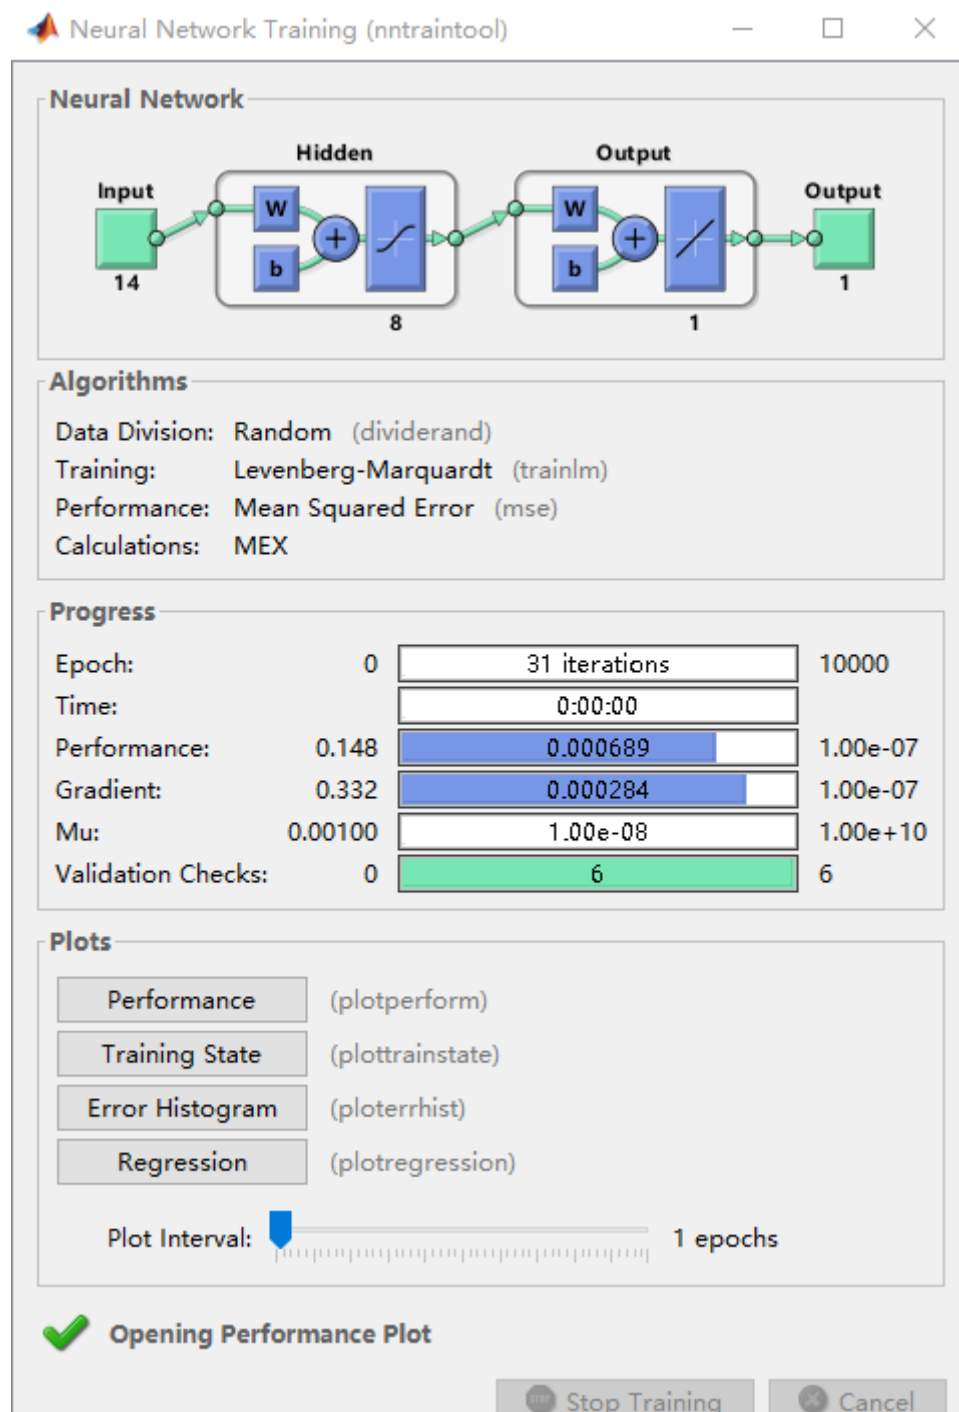 Neural Network Training (nntraintool)
Neural Network
Hidden
Output
Input
W
b
+
W
b
+
Output
14
8
1
1
Algorithms
Data Division: Random (dividerand)
Training: Levenberg-Marquardt (trainlm)
Performance: Mean Squared Error (mse)
Calculations: MEX
Progress
Epoch: 0 31 iterations 10000
Time: 0:00:00
Performance: 0.148 0.000689 1.00e-07
Gradient: 0.332 0.000284 1.00e-07
Mu: 0.00100 1.00e-08 1.00e+10
Validation Checks: 0 6 6
Plots
Performance (plotperform)
Training State (plottrainstate)
Error Histogram (ploterrhist)
Regression (plotregression)
Plot Interval: 1 epochs
Opening Performance Plot
STOP Stop Training Cancel